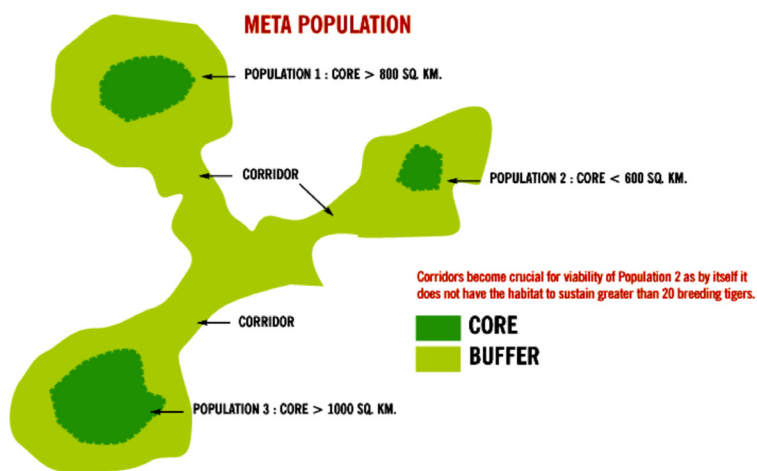 META POPULATION
POPULATION 1 : CORE > 800 SQ. KM.
CORRIDOR
POPULATION 2 : CORE < 600 SQ. KM.
Corridors become crucial for viability of Population 2 as by itself it
does not have the habitat to sustain greater than 20 breeding tigers.
CORRIDOR
CORE
BUFFER
POPULATION 3 : CORE > 1000 SQ. KM.